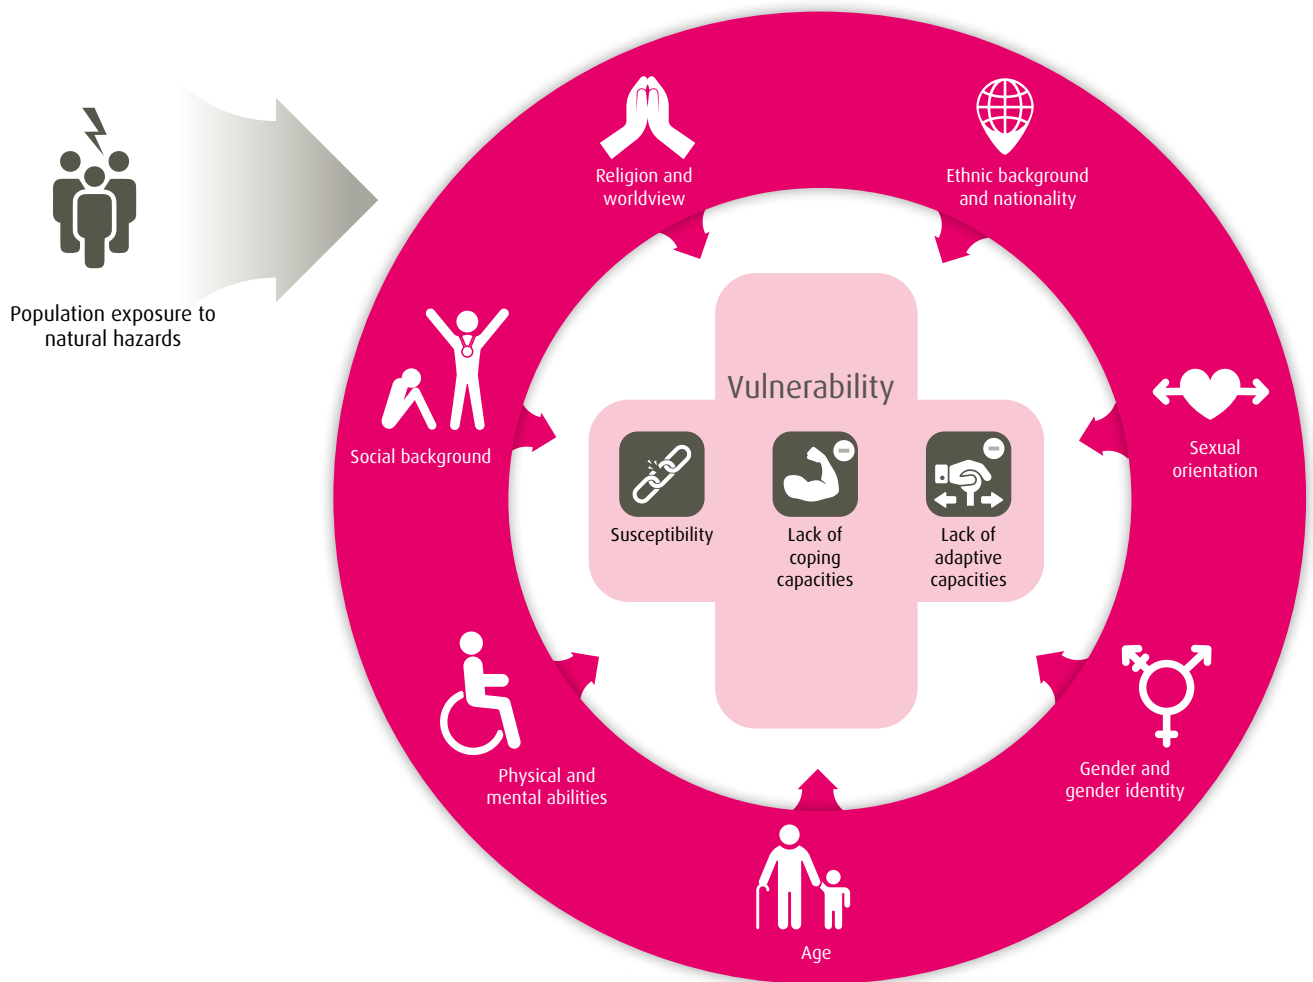 Population exposure to
natural hazards
Religion and
worldview
Ethnic background
and nationality
Social background
Sexual
orientation
Physical and
mental abilities
Gender and
gender identity
Age
Vulnerability
Susceptibility
Lack of
coping
capacities
Lack of
adaptive
capacities